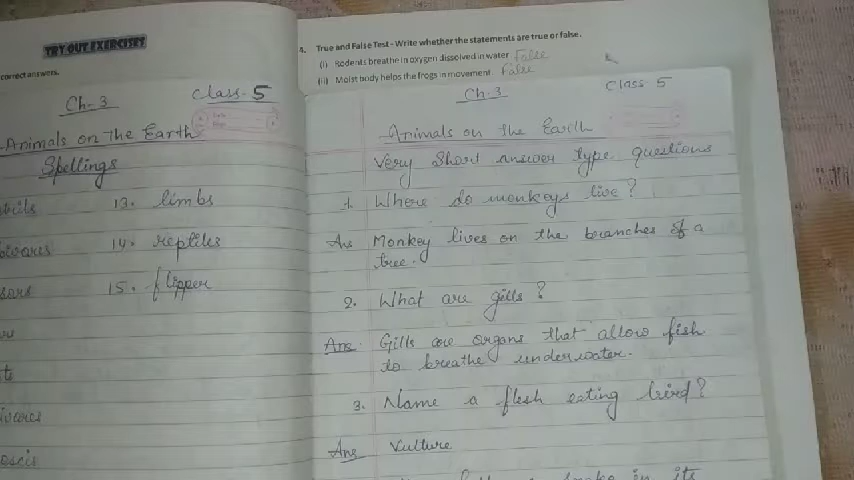 TRY OUT EXERCISES
correct answers.
Ch-3
Class-5
Animals on the Earth
Spellings
13. limbs
14. reptiles
15. flipper
4. True and False Test - Write whether the statements are true or false.
(i) Rodents breathe in oxygen dissolved in water False
(ii) Moist body helps the frogs in movement False
Ch.3
Class 5
Animals on the Earth
Very Short answer type questions
1. Where do monkeys live?
Ans Monkey lives on the branches of a
tree.
2. What are gills?
Ans. Gills are organs that allow fish
to breathe underwater.
3. Name a flesh eating bird?
Ans Vulture
in its